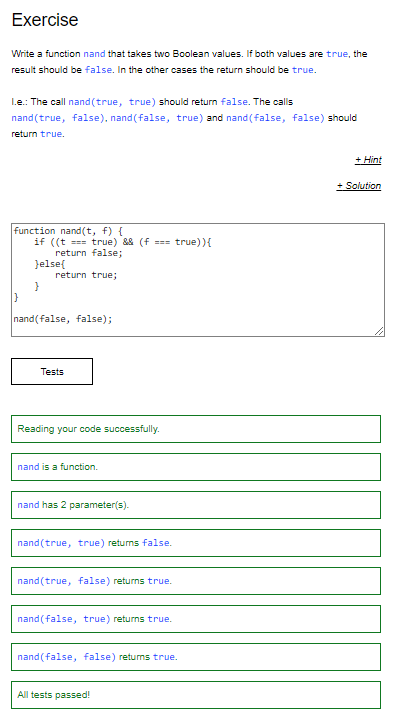 Exercise
Write a function nand that takes two Boolean values. If both values are true, the
result should be false. In the other cases the return should be true.
I.e.: The call nand(true, true) should return false. The calls
nand(true, false), nand(false, true) and nand(false, false) should
return true.
+ Hint
+ Solution
function nand(t, f) {
    if ((t === true) && (f === true)){
        return false;
    }else{
        return true;
    }
}
nand(false, false);
Tests
Reading your code successfully.
nand is a function.
nand has 2 parameter(s).
nand(true, true) returns false.
nand(true, false) returns true.
nand(false, true) returns true.
nand(false, false) returns true.
All tests passed!